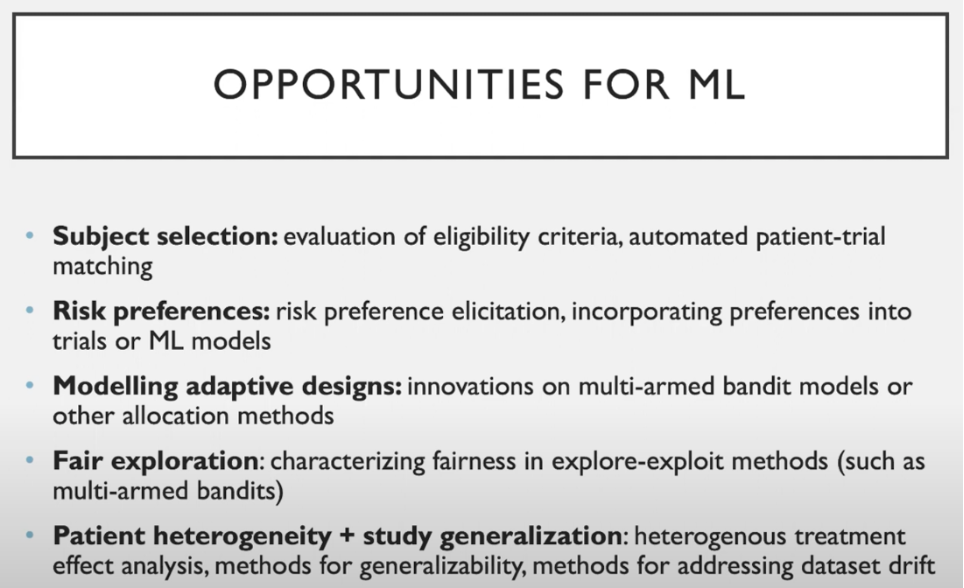 OPPORTUNITIES FOR ML
• Subject selection: evaluation of eligibility criteria, automated patient-trial
matching
• Risk preferences: risk preference elicitation, incorporating preferences into
trials or ML models
• Modelling adaptive designs: innovations on multi-armed bandit models or
other allocation methods
• Fair exploration: characterizing fairness in explore-exploit methods (such as
multi-armed bandits)
• Patient heterogeneity + study generalization: heterogenous treatment
effect analysis, methods for generalizability, methods for addressing dataset drift